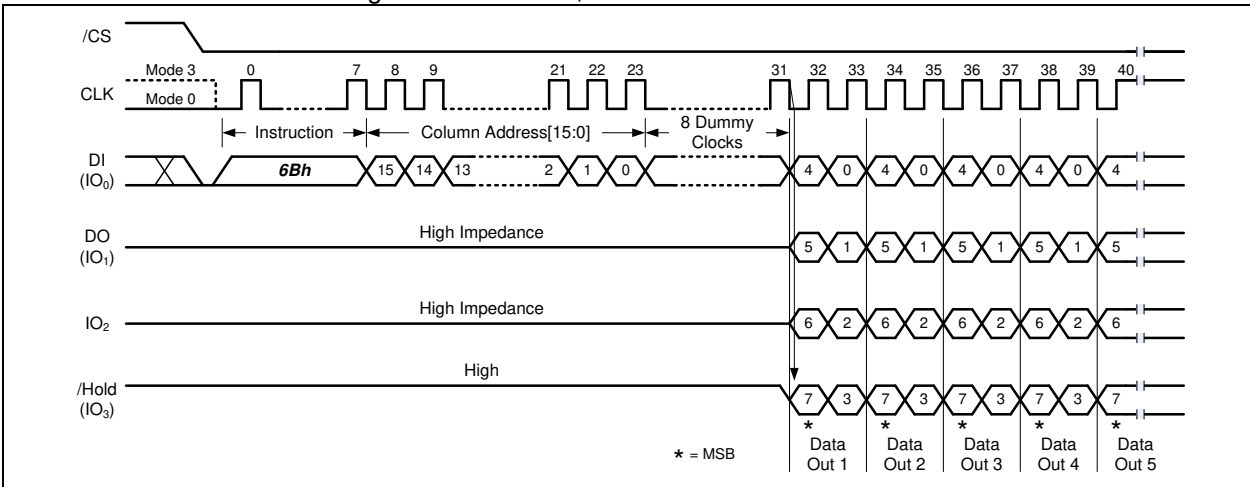 /CS
Mode 3 0 7 8 9 21 22 23 31 32 33 34 35 36 37 38 39 40
CLK
Mode 0
Instruction Column Address[15:0] 8 Dummy
Clocks
DI
(IO0) 6Bh 15 14 13 2 1 0 4 0 4 0 4 0 4 0 4
High Impedance
DO
(IO1) 5 1 5 1 5 1 5 1 5
High Impedance
IO2 6 2 6 2 6 2 6 2 6
High
/Hold
(IO3) 7 3 7 3 7 3 7 3 7
* * * * *
* = MSB
Data Data Data Data Data
Out 1 Out 2 Out 3 Out 4 Out 5